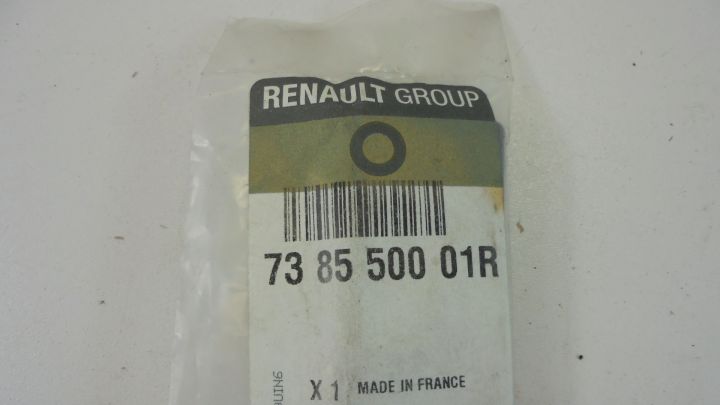 RENAULT GROUP
73 85 500 01R
X 1 MADE IN FRANCE